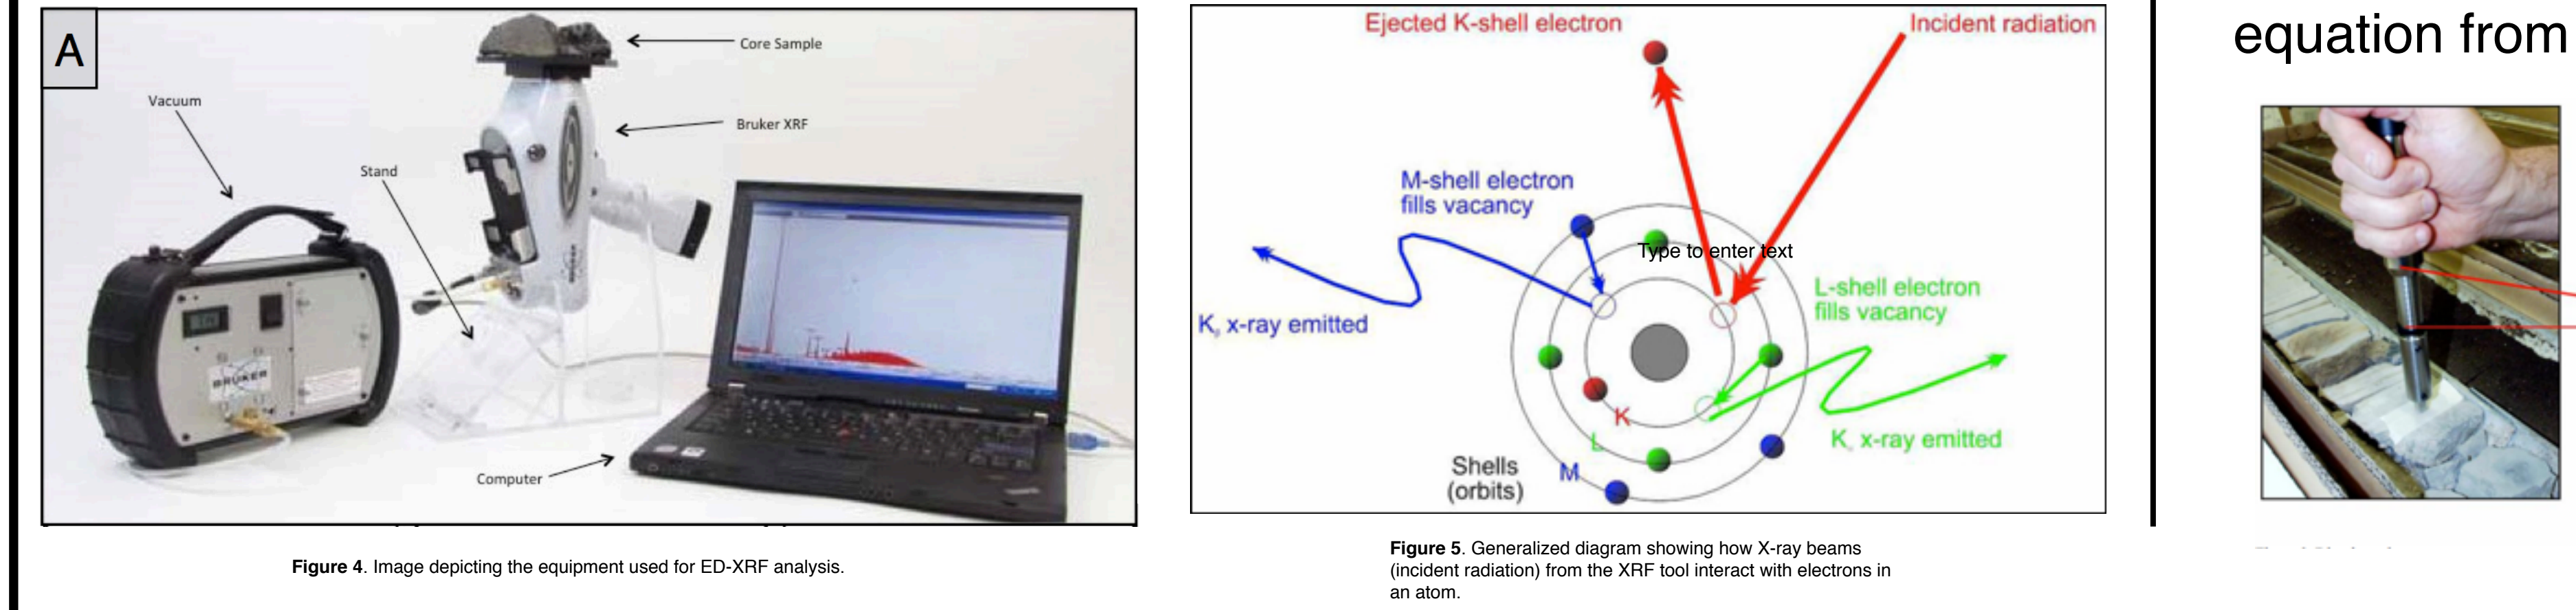 A
Core Sample
Vacuum
Bruker XRF
Stand
BRUKER
Computer
Figure 4. Image depicting the equipment used for ED-XRF analysis.
Ejected K-shell electron
Incident radiation
M-shell electron
fills vacancy
Type to enter text
L-shell electron
fills vacancy
x-ray emitted
x-ray emitted
K
L
M
Shells
(orbits)
Figure 5. Generalized diagram showing how X-ray beams
(incident radiation) from the XRF tool interact with electrons in
an atom.
equation from